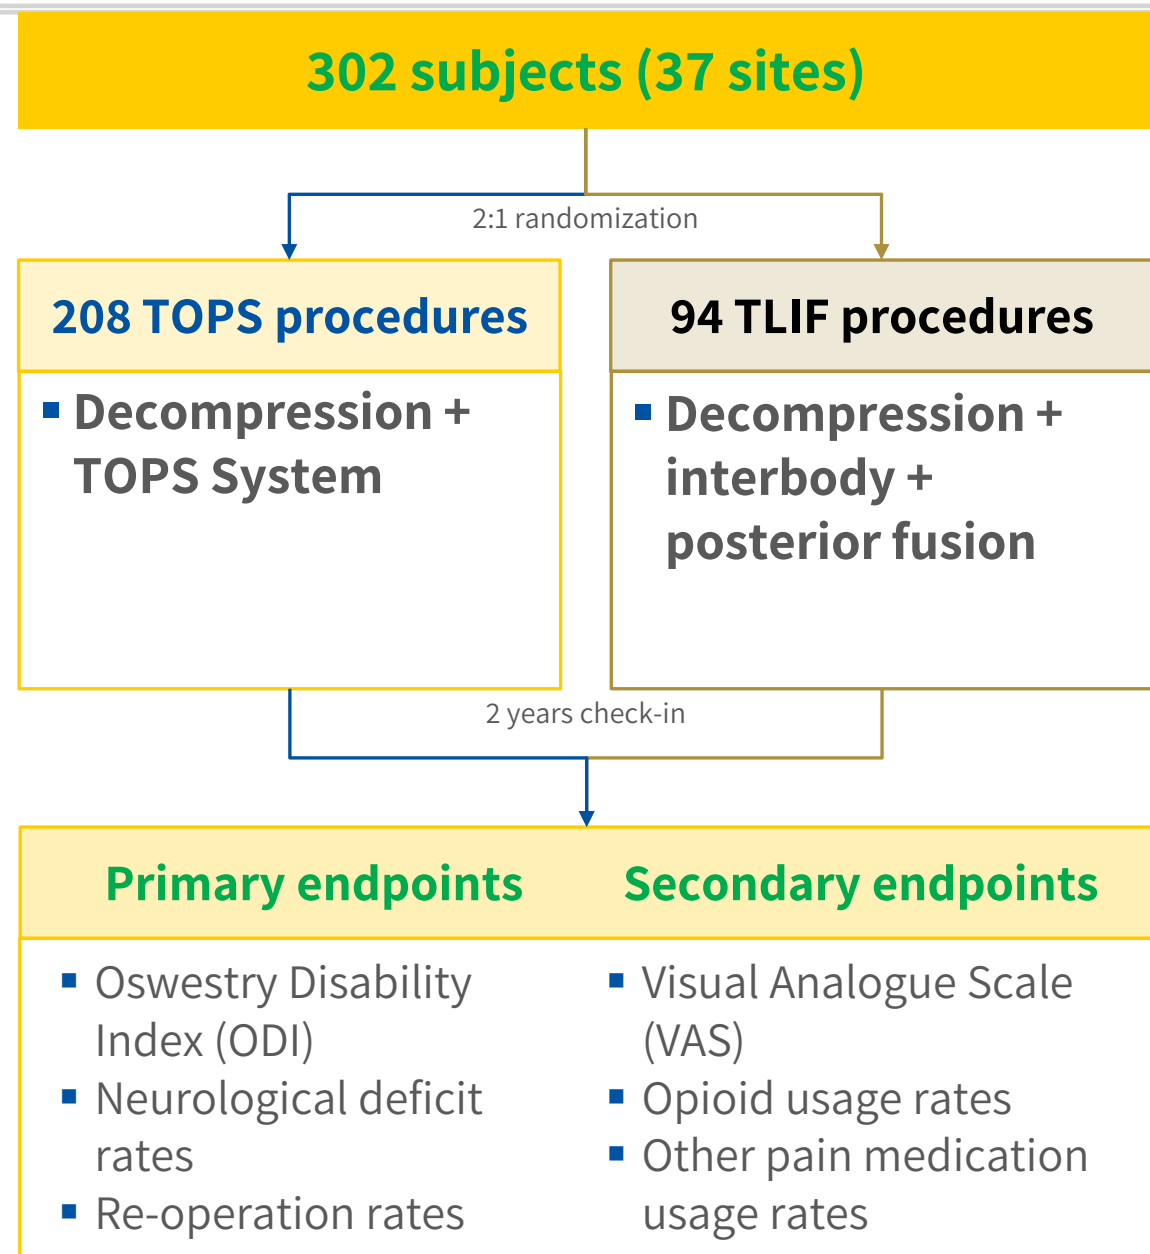 302 subjects (37 sites)
2:1 randomization
208 TOPS procedures
▪ Decompression +
TOPS System
94 TLIF procedures
▪ Decompression +
interbody +
posterior fusion
2 years check-in
Primary endpoints
▪ Oswestry Disability
Index (ODI)
▪ Neurological deficit
rates
▪ Re-operation rates
Secondary endpoints
▪ Visual Analogue Scale
(VAS)
▪ Opioid usage rates
▪ Other pain medication
usage rates